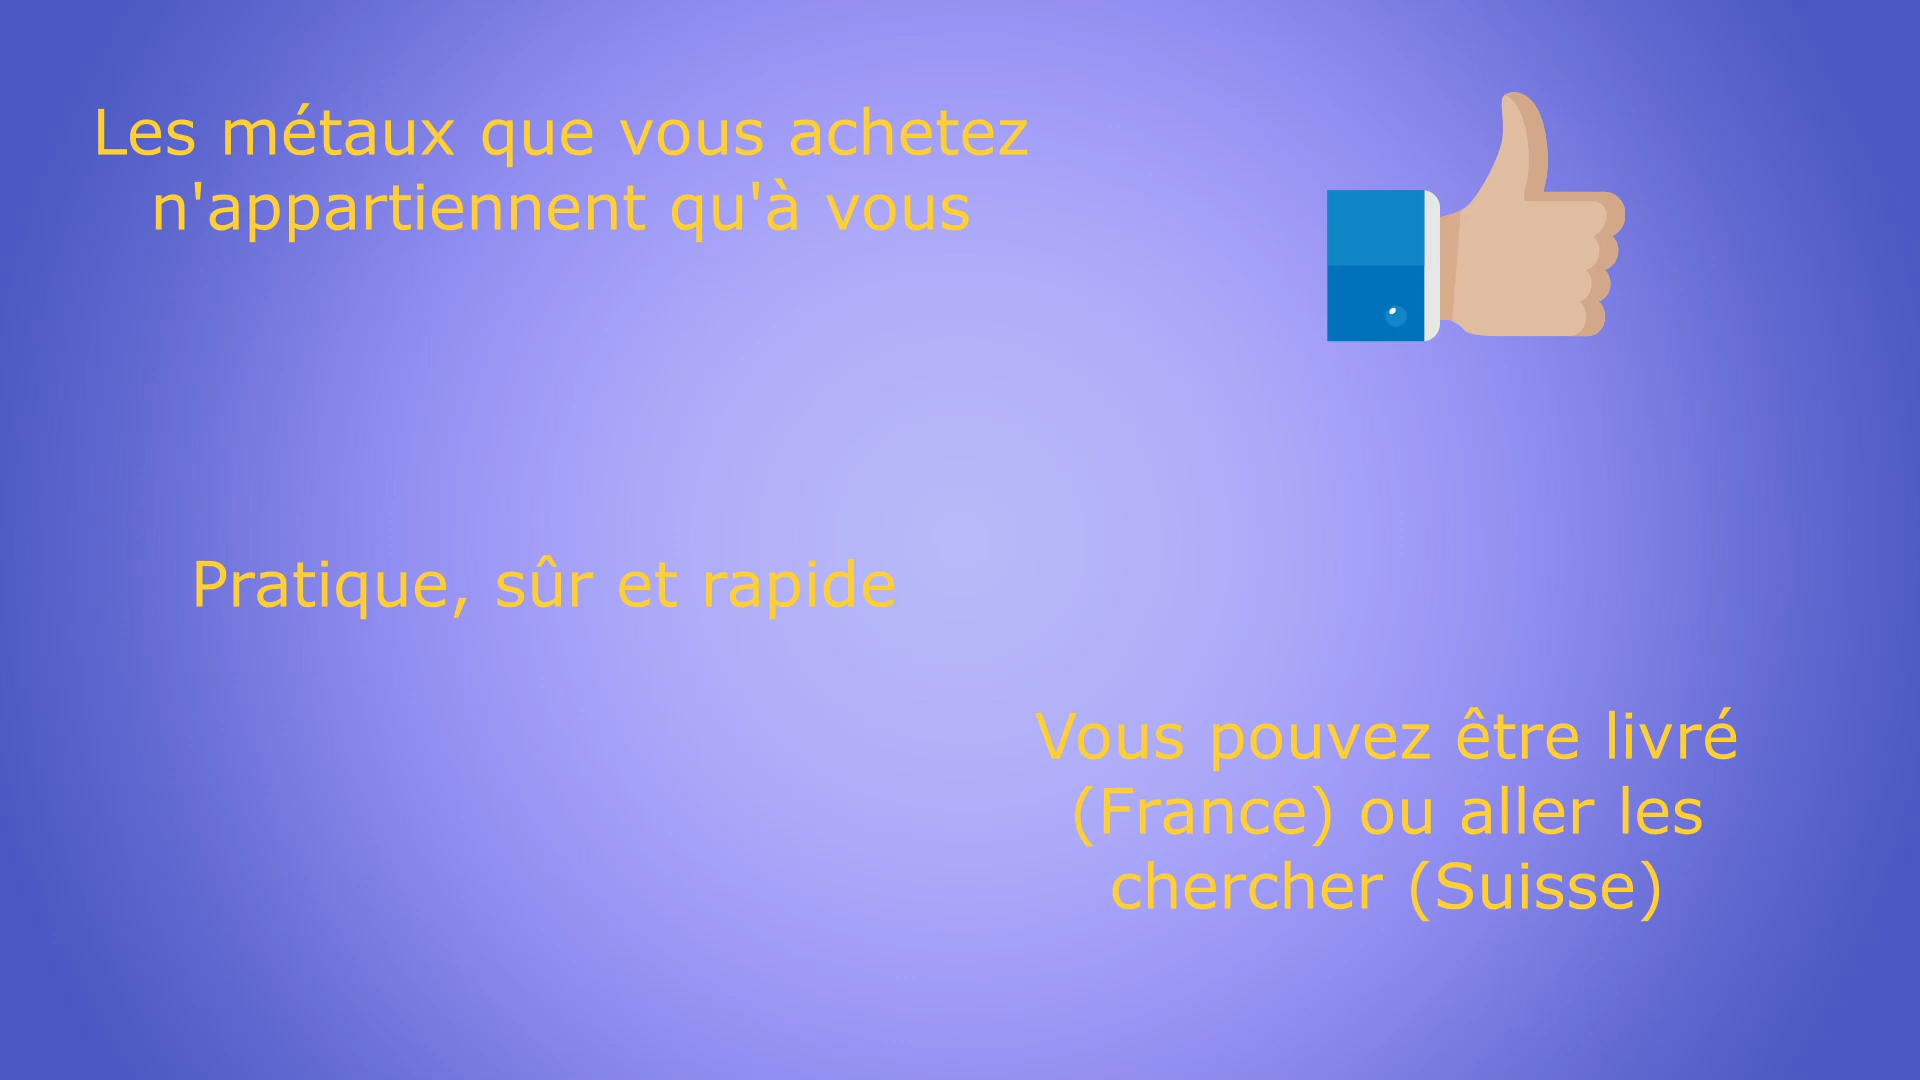 Les métaux que vous achetez
n'appartiennent qu'à vous
Pratique, sûr et rapide
Vous pouvez être livré
(France) ou aller les
chercher (Suisse)